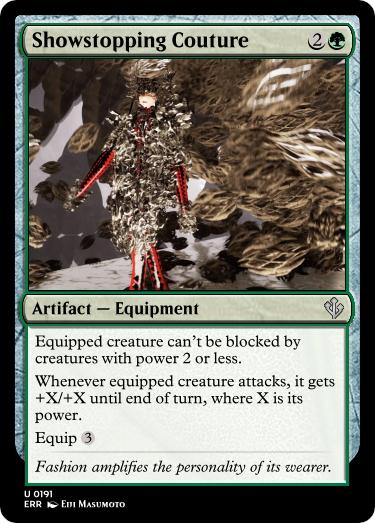 Showstopping Couture 2
Artifact — Equipment
Equipped creature can't be blocked by
creatures with power 2 or less.
Whenever equipped creature attacks, it gets
+X/+X until end of turn, where X is its
power.
Equip 3
Fashion amplifies the personality of its wearer.
U 0191
ERR Eiji Masumoto